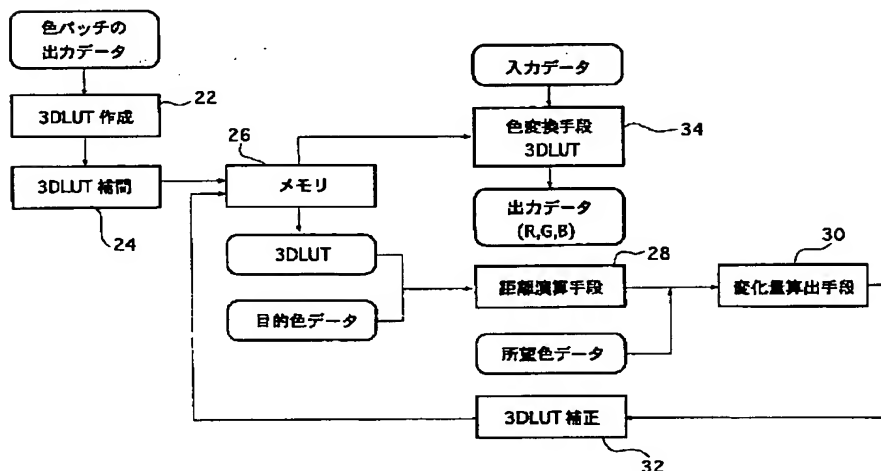 色パッチの
出力データ
22
3DLUT 作成
3DLUT 補間
24
26
メモリ
3DLUT
目的色データ
入力データ
色変換手段
3DLUT
34
出力データ
(R,G,B)
28
距離演算手段
所望色データ
30
変化量算出手段
3DLUT 補正
32